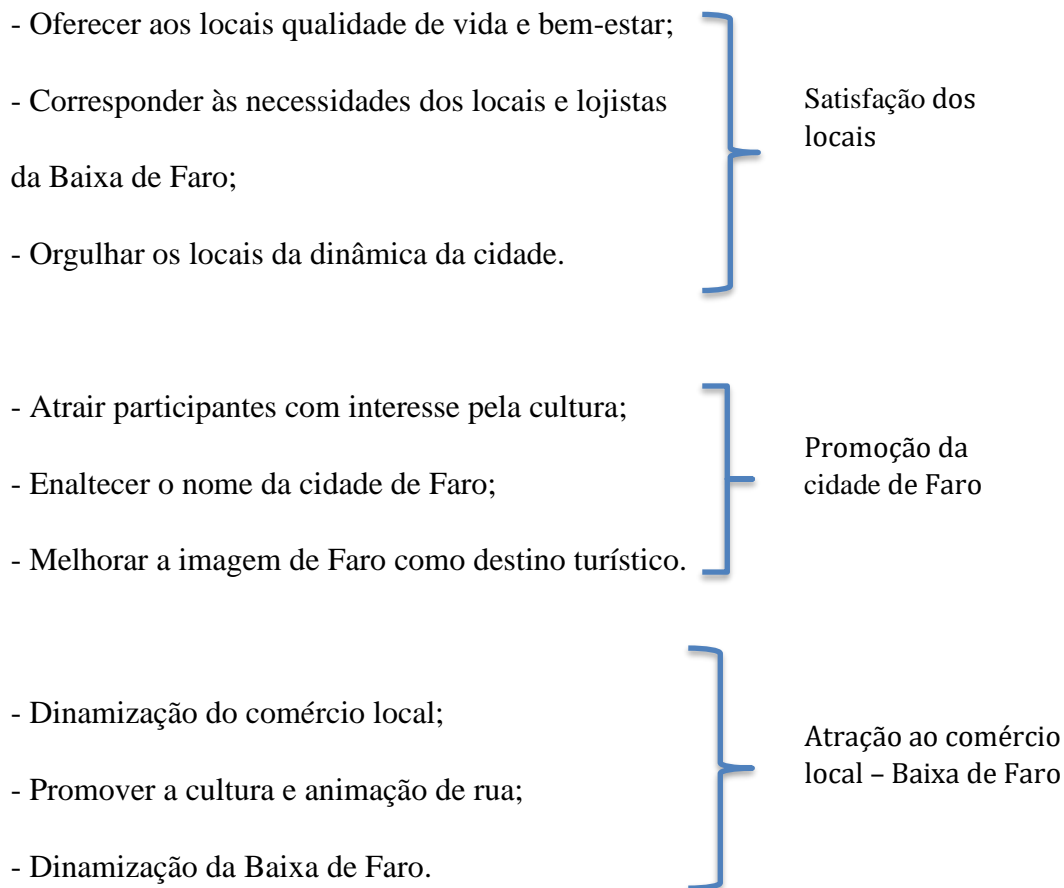 - Oferecer aos locais qualidade de vida e bem-estar;
- Corresponder às necessidades dos locais e lojistas
da Baixa de Faro;
- Orgulhar os locais da dinâmica da cidade.
Satisfação dos
locais
- Atrair participantes com interesse pela cultura;
- Enaltecer o nome da cidade de Faro;
- Melhorar a imagem de Faro como destino turístico.
Promoção da
cidade de Faro
- Dinamização do comércio local;
- Promover a cultura e animação de rua;
- Dinamização da Baixa de Faro.
Atração ao comércio
local – Baixa de Faro